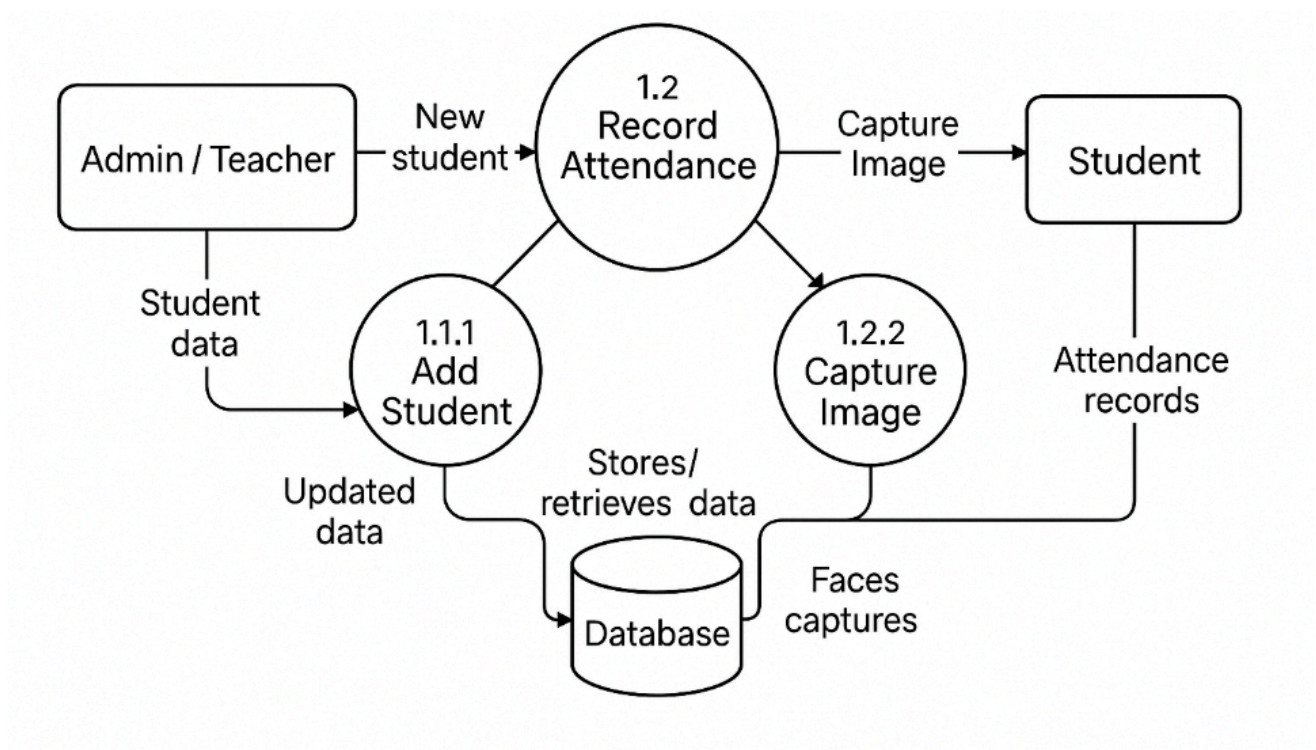 1.2
Record
Attendance
New
student
Capture
Image
Admin / Teacher
Student
Student
data
1.1.1
Add
Student
1.2.2
Capture
Image
Attendance
records
Updated
data
Stores/
retrieves data
Faces
captures
Database